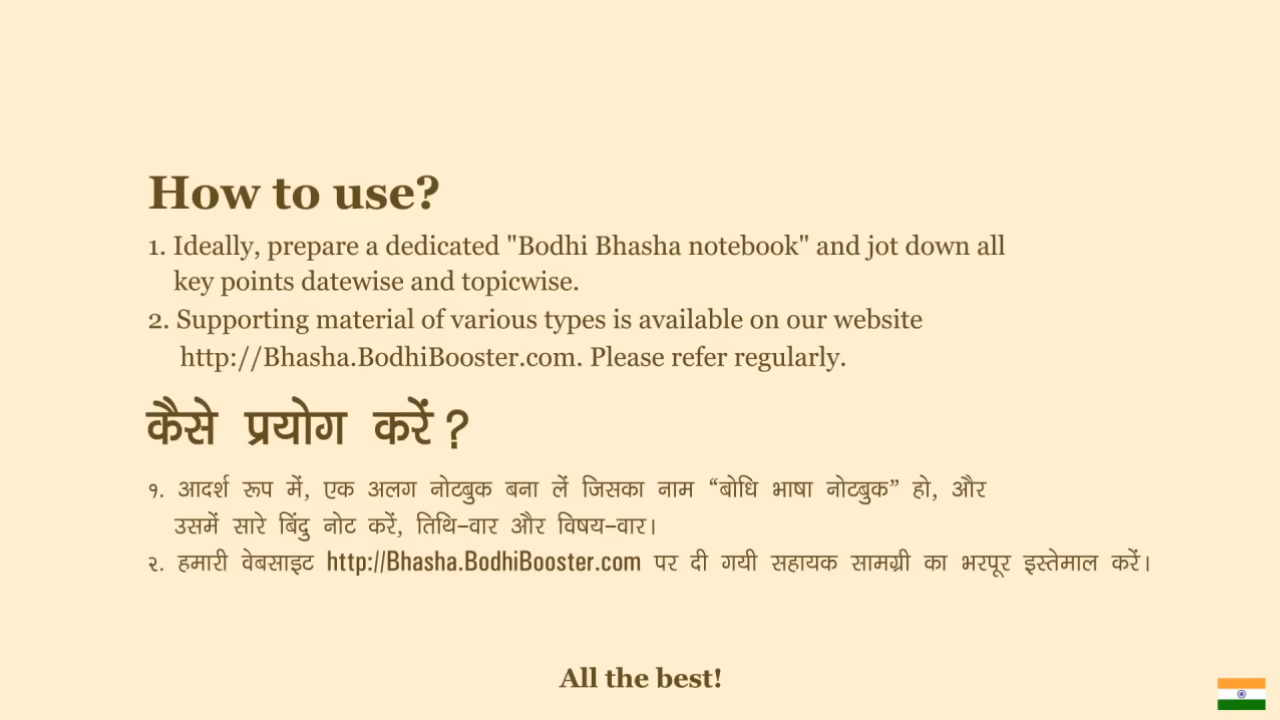 How to use?
1. Ideally, prepare a dedicated "Bodhi Bhasha notebook" and jot down all
key points datewise and topicwise.
2. Supporting material of various types is available on our website
http://Bhasha.BodhiBooster.com. Please refer regularly.
कैसे प्रयोग करें ?
१. आदर्श रूप में, एक अलग नोटबुक बना लें जिसका नाम “बोधि भाषा नोटबुक” हो, और
उसमें सारे बिंदु नोट करें, तिथि-वार और विषय-वार।
२. हमारी वेबसाइट http://Bhasha.BodhiBooster.com पर दी गयी सहायक सामग्री का भरपूर इस्तेमाल करें।
All the best!